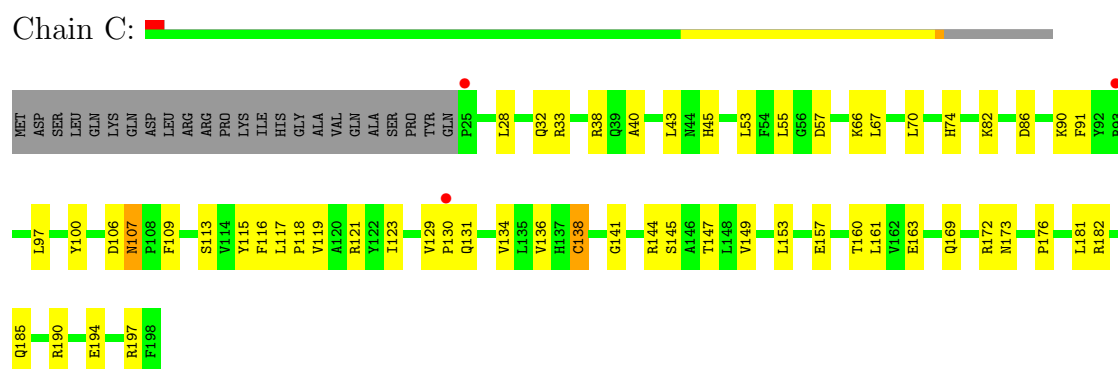 Chain C:
MET ASP SER LEU GLN LYS GLN ASP LEU ARG ARG PRO LYS ILE HIS GLY ALA VAL GLN ALA SER PRO TYR GLN P25 L28 Q32 R33 R38 Q39 A40 L43 N44 H45 L53 F54 L55 G56 D57 K66 L67 L70 H74 K82 D86 K90 F91 Y92 P93
L97 Y100 D106 N107 P108 F109 S113 V114 Y115 F116 L117 P118 V119 A120 R121 Y122 I123 V129 P130 Q131 V134 L135 V136 H137 C138 G141 R144 S145 A146 T147 L148 V149 L153 E157 T160 L161 V162 E163 Q169 R172 N173 P176 L181 R182
Q185 R190 E194 R197 F198